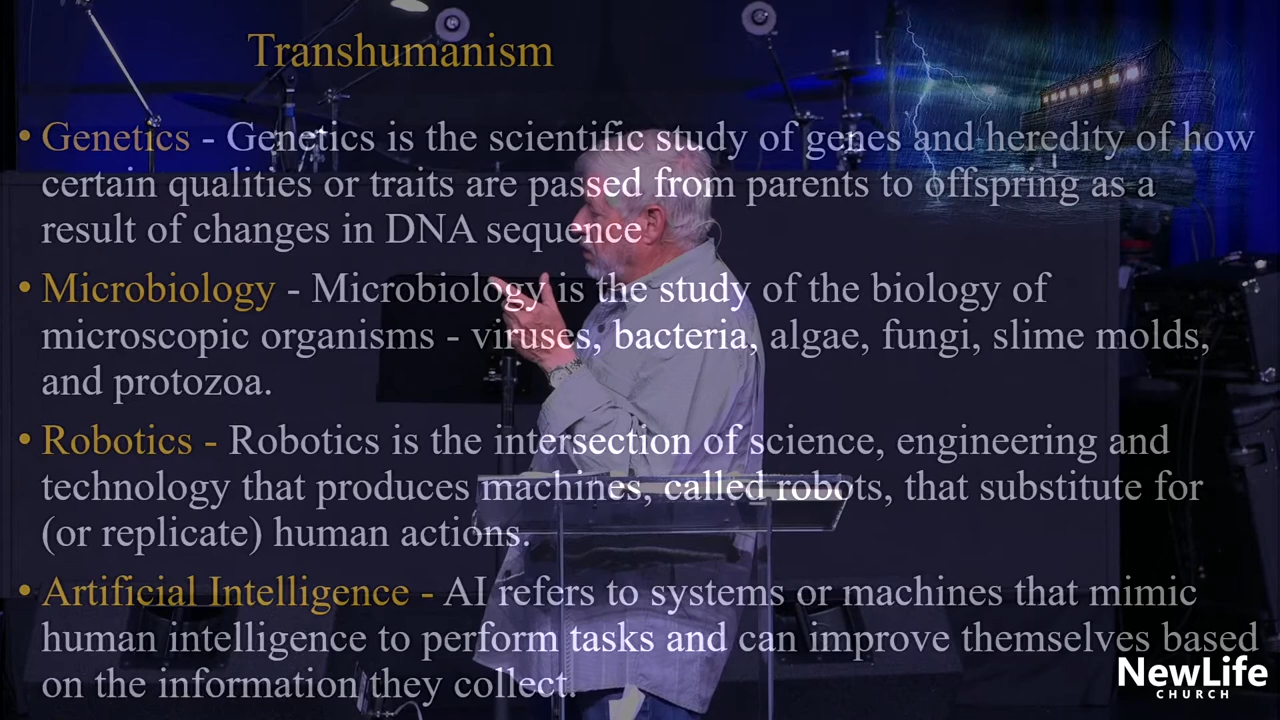 Transhumanism
• Genetics - Genetics is the scientific study of genes and heredity of how
certain qualities or traits are passed from parents to offspring as a
result of changes in DNA sequence
• Microbiology - Microbiology is the study of the biology of
microscopic organisms - viruses, bacteria, algae, fungi, slime molds,
and protozoa.
• Robotics - Robotics is the intersection of science, engineering and
technology that produces machines, called robots, that substitute for
(or replicate) human actions.
• Artificial Intelligence - AI refers to systems or machines that mimic
human intelligence to perform tasks and can improve themselves based
on the information they collect.
NewLife
CHURCH